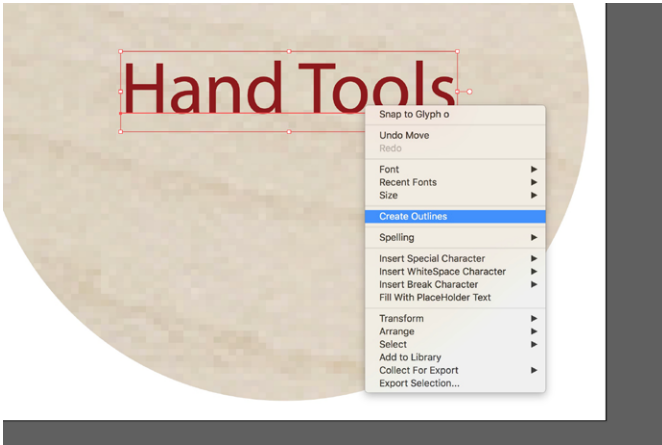 Hand Tools
Snap to Glyph o
Undo Move
Redo
Font
Recent Fonts
Size
Create Outlines
Spelling
Insert Special Character
Insert WhiteSpace Character
Insert Break Character
Fill With PlaceHolder Text
Transform
Arrange
Select
Add to Library
Collect For Export
Export Selection...